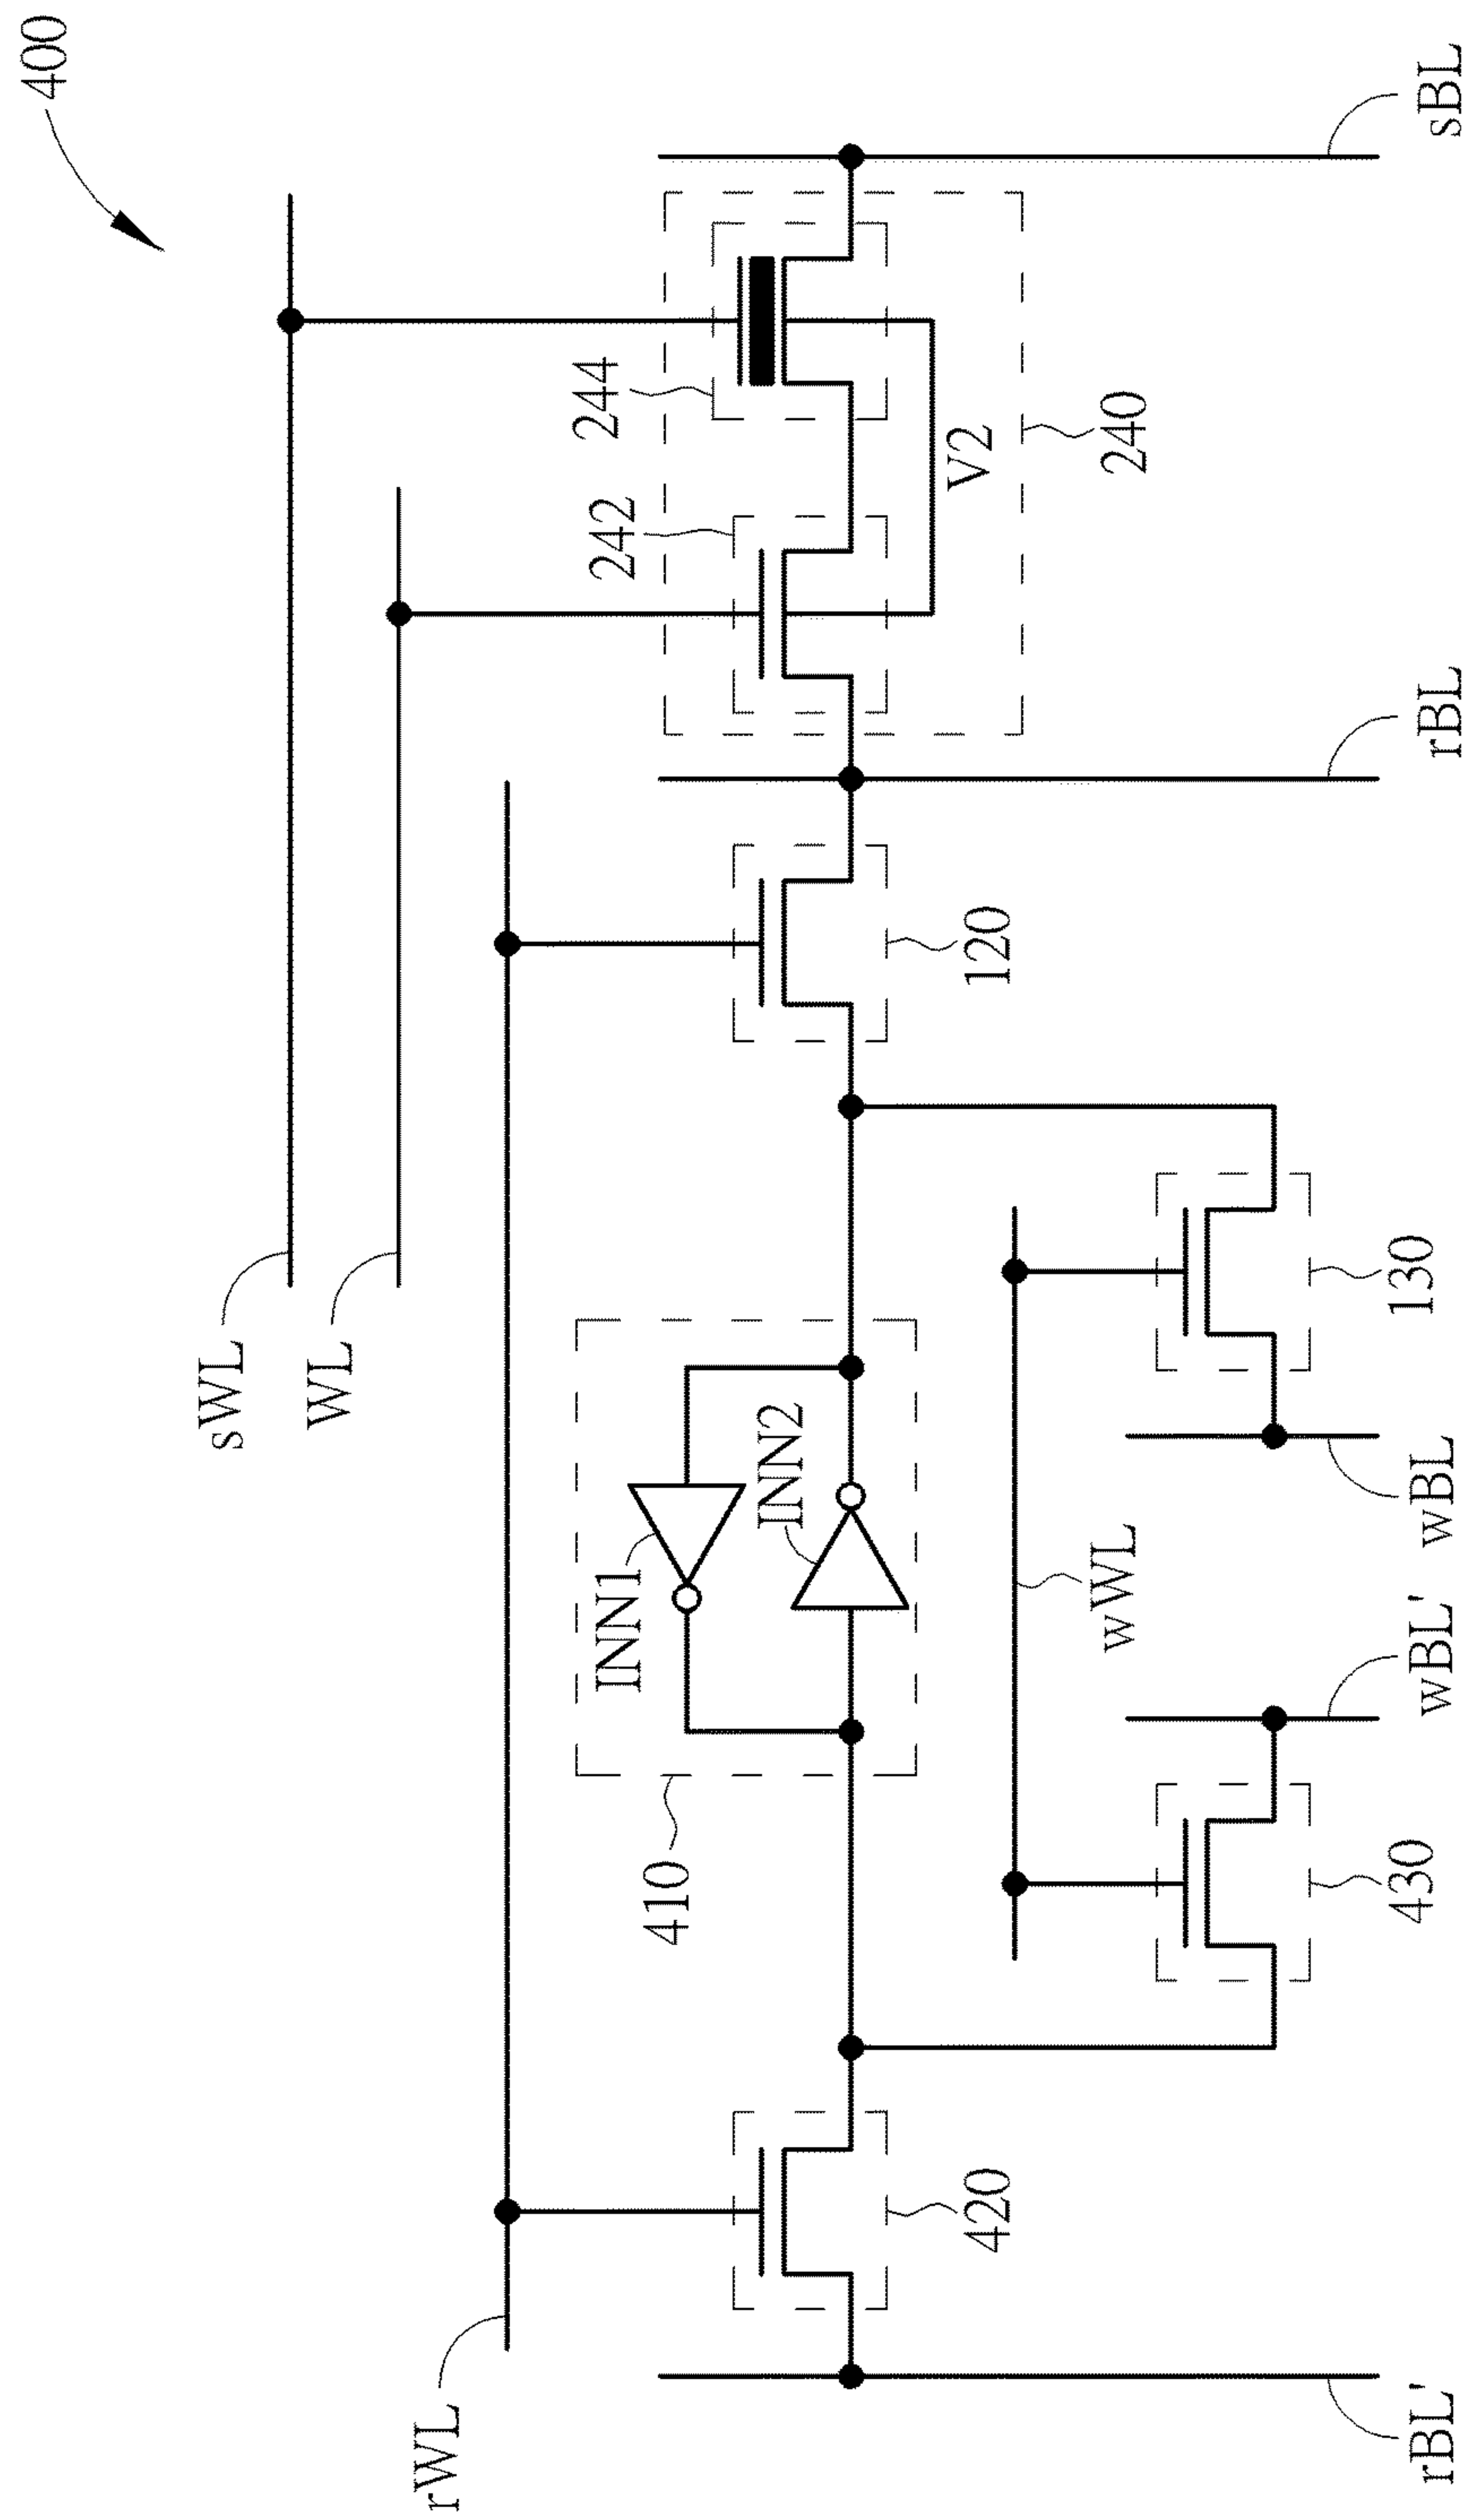 400
sWL
WL
rWL
244
242
V2
240
120
INN1
INN2
410
420
wWL
130
430
rBL'
wBL'
wBL
rBL
sBL